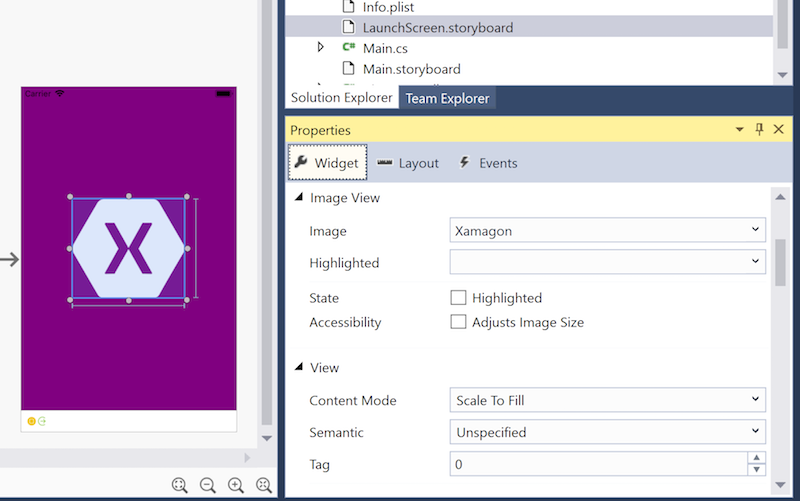 Info.plist
LaunchScreen.storyboard
C# Main.cs
Main.storyboard
Solution Explorer
Team Explorer
Carrier
Properties
Widget
Layout
Events
Image View
Image
Xamagon
Highlighted
State
Highlighted
Accessibility
Adjusts Image Size
View
Content Mode
Scale To Fill
Semantic
Unspecified
Tag
0
X